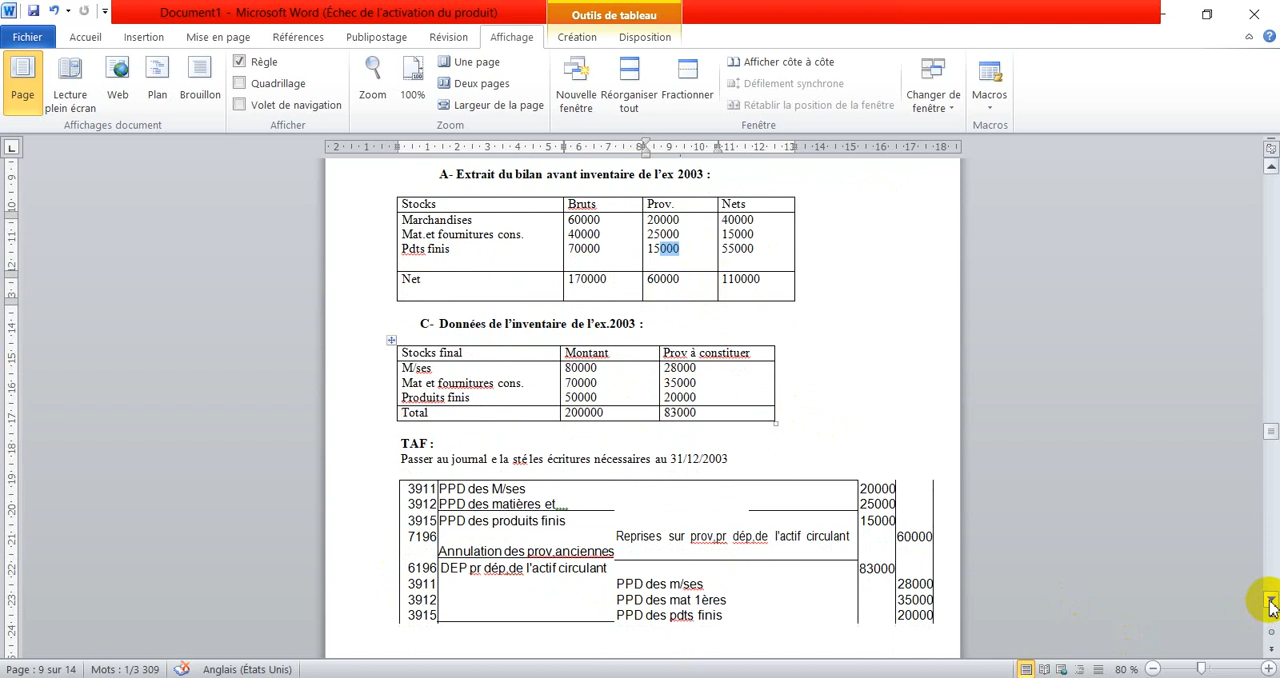 Document1 - Microsoft Word (Échec de l'activation du produit)
Outils de tableau
Fichier Accueil Insertion Mise en page Références Publipostage Révision Affichage Création Disposition
Page
Lecture plein écran
Web
Plan
Brouillon
Affichages document
Règle
Quadrillage
Volet de navigation
Afficher
Zoom
100%
Une page
Deux pages
Largeur de la page
Zoom
Nouvelle fenêtre
Réorganiser tout
Fractionner
Afficher côte à côte
Défilement synchrone
Rétablir la position de la fenêtre
Changer de fenêtre
Fenêtre
Macros
Macros
A- Extrait du bilan avant inventaire de l'ex 2003 :
Stocks Bruts Prov. Nets
Marchandises 60000 20000 40000
Mat.et fournitures cons. 40000 25000 15000
Pdts finis 70000 15000 55000
Net 170000 60000 110000
C- Données de l'inventaire de l'ex.2003 :
Stocks final Montant Prov à constituer
M/ses 80000 28000
Mat et fournitures cons. 70000 35000
Produits finis 50000 20000
Total 200000 83000
TAF :
Passer au journal e la sté les écritures nécessaires au 31/12/2003
3911 PPD des M/ses 20000
3912 PPD des matières et.... 25000
3915 PPD des produits finis 15000
7196 Reprises sur prov,pr dép,de l'actif circulant 60000
Annulation des prov,anciennes
6196 DEP pr dép,de l'actif circulant 83000
3911 PPD des m/ses 28000
3912 PPD des mat 1ères 35000
3915 PPD des pdts finis 20000
Page : 9 sur 14 Mots : 1/3 309 Anglais (États Unis) 80 %